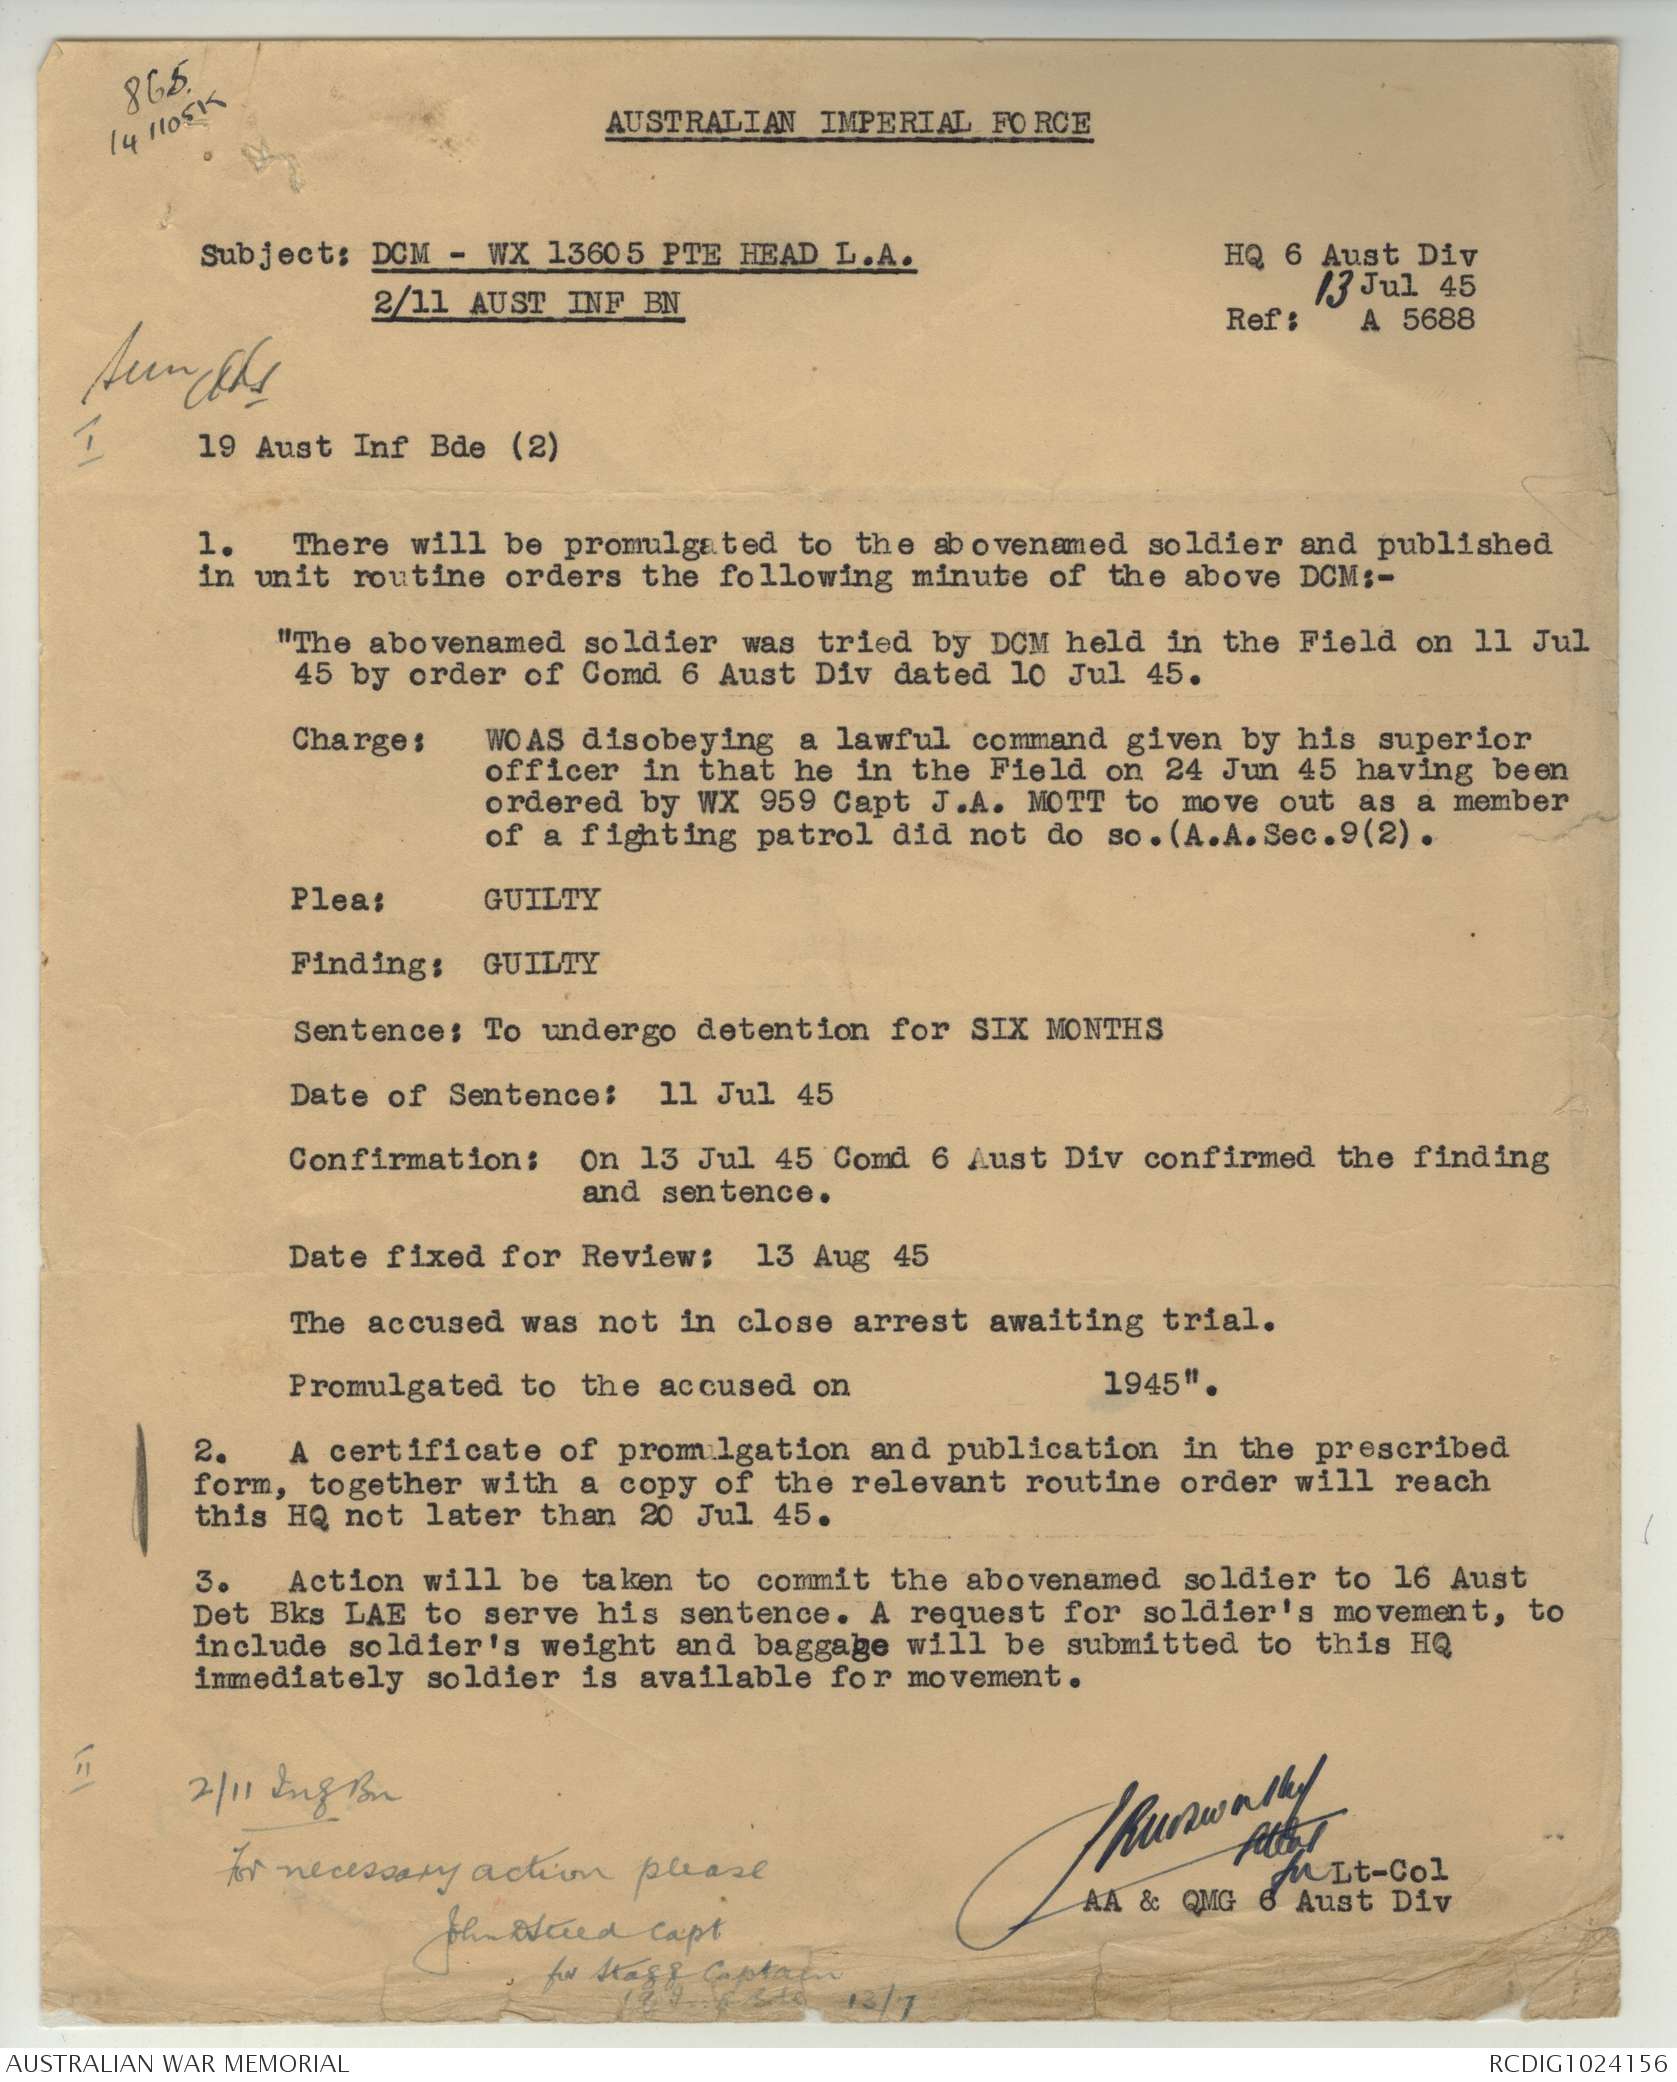 865.
14 1105K
AUSTRALIAN IMPERIAL FORCE
Subject: DCM - WX 13605 PTE HEAD L.A.
2/11 AUST INF BN
HQ 6 Aust Div
13 Jul 45
Ref: A 5688
I
19 Aust Inf Bde (2)
1. There will be promulgated to the abovenamed soldier and published
in unit routine orders the following minute of the above DCM:-
"The abovenamed soldier was tried by DCM held in the Field on 11 Jul
45 by order of Comd 6 Aust Div dated 10 Jul 45.
Charge: WOAS disobeying a lawful command given by his superior
officer in that he in the Field on 24 Jun 45 having been
ordered by WX 959 Capt J.A. MOTT to move out as a member
of a fighting patrol did not do so.(A.A.Sec.9(2).
Plea: GUILTY
Finding: GUILTY
Sentence: To undergo detention for SIX MONTHS
Date of Sentence: 11 Jul 45
Confirmation: On 13 Jul 45 Comd 6 Aust Div confirmed the finding
and sentence.
Date fixed for Review: 13 Aug 45
The accused was not in close arrest awaiting trial.
Promulgated to the accused on 1945".
2. A certificate of promulgation and publication in the prescribed
form, together with a copy of the relevant routine order will reach
this HQ not later than 20 Jul 45.
3. Action will be taken to commit the abovenamed soldier to 16 Aust
Det Bks LAE to serve his sentence. A request for soldier's movement, to
include soldier's weight and baggage will be submitted to this HQ
immediately soldier is available for movement.
II
2/11 Inf Bn
For necessary action please
John D Steed Capt
for Staff Captain
19 Inf Bde 13/7
for Lt-Col
AA & QMG 6 Aust Div
AUSTRALIAN WAR MEMORIAL
RCDIG1024156